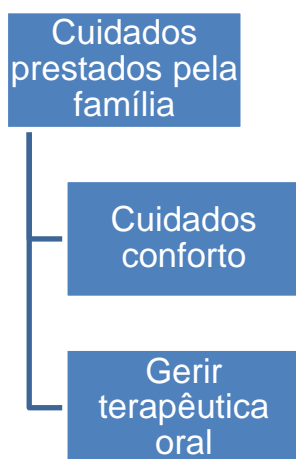 Cuidados
prestados pela
família
Cuidados
conforto
Gerir
terapêutica
oral